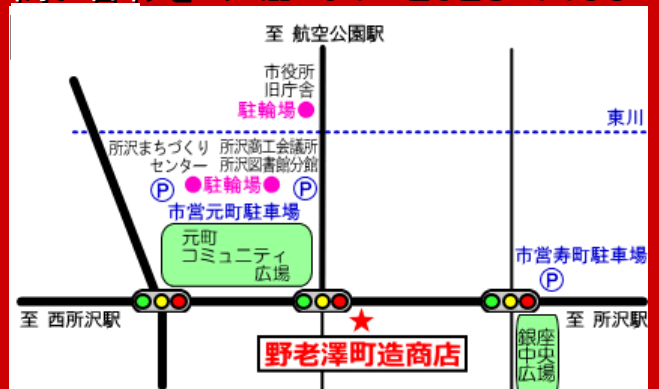 至 航空公園駅
市役所
旧庁舎
駐輪場●
東川
所沢まちづくり
センター
所沢商工会議所
所沢図書館分館
Ⓟ ●駐輪場● Ⓟ
市営元町駐車場
元町
コミュニティ
広場
市営寿町駐車場
Ⓟ
至 西所沢駅
至 所沢駅
★
野老澤町造商店
銀座
中央
広場